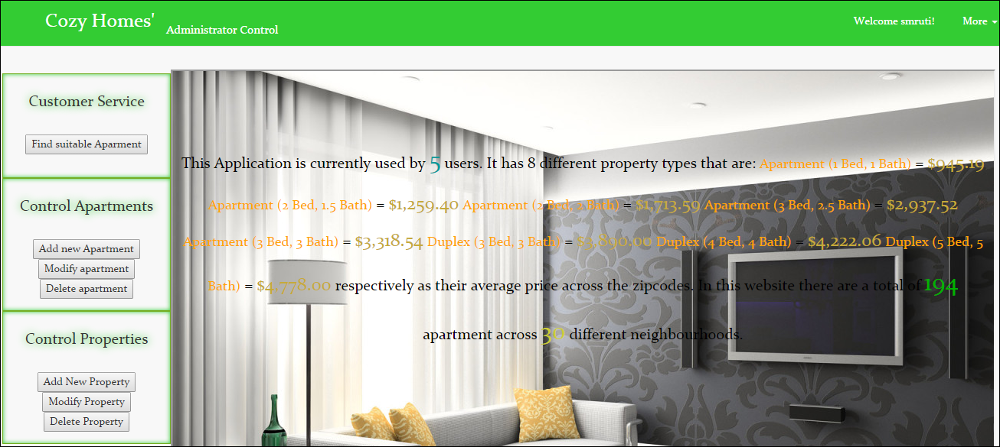 Cozy Homes'
Administrator Control
Welcome smruti!
More
Customer Service
Find suitable Aparment
Control Apartments
Add new Apartment
Modify apartment
Delete apartment
Control Properties
Add New Property
Modify Property
Delete Property
This Application is currently used by 5 users. It has 8 different property types that are: Apartment (1 Bed, 1 Bath) = $945.19
Apartment (2 Bed, 1.5 Bath) = $1,259.40 Apartment (2 Bed, 2 Bath) = $1,713.59 Apartment (3 Bed, 2.5 Bath) = $2,937.52
Apartment (3 Bed, 3 Bath) = $3,318.54 Duplex (3 Bed, 3 Bath) = ,890.00 Duplex (4 Bed, 4 Bath) = $4,222.06 Duplex (5 Bed, 5
Bath) = $4,778.00 respectively as their average price across the zipcodes. In this website there are a total of 194
apartment across 30 different neighbourhoods.